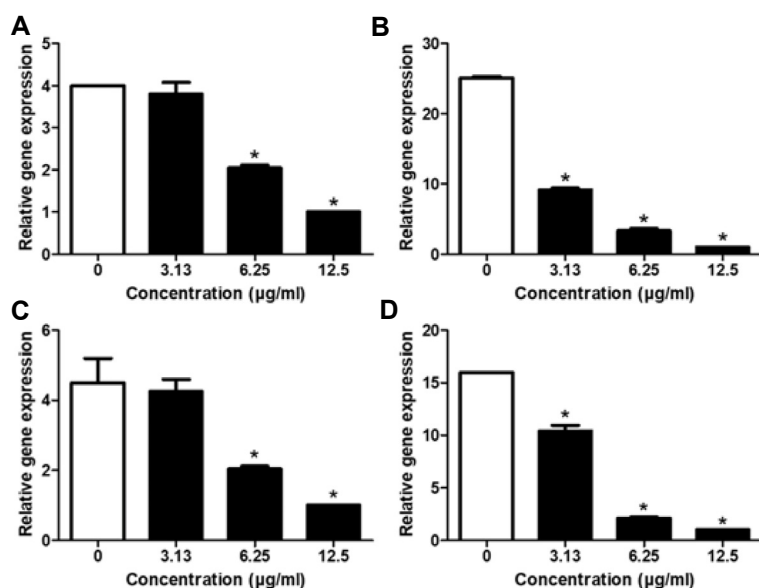 A
Relative gene expression
5
4
3
2
1
0
*
*
0 3.13 6.25 12.5
Concentration (µg/ml)
B
Relative gene expression
30
20
10
0
*
*
*
0 3.13 6.25 12.5
Concentration (µg/ml)
C
Relative gene expression
6
4
2
0
*
*
0 3.13 6.25 12.5
Concentration (µg/ml)
D
Relative gene expression
20
15
10
5
0
*
*
*
0 3.13 6.25 12.5
Concentration (µg/ml)